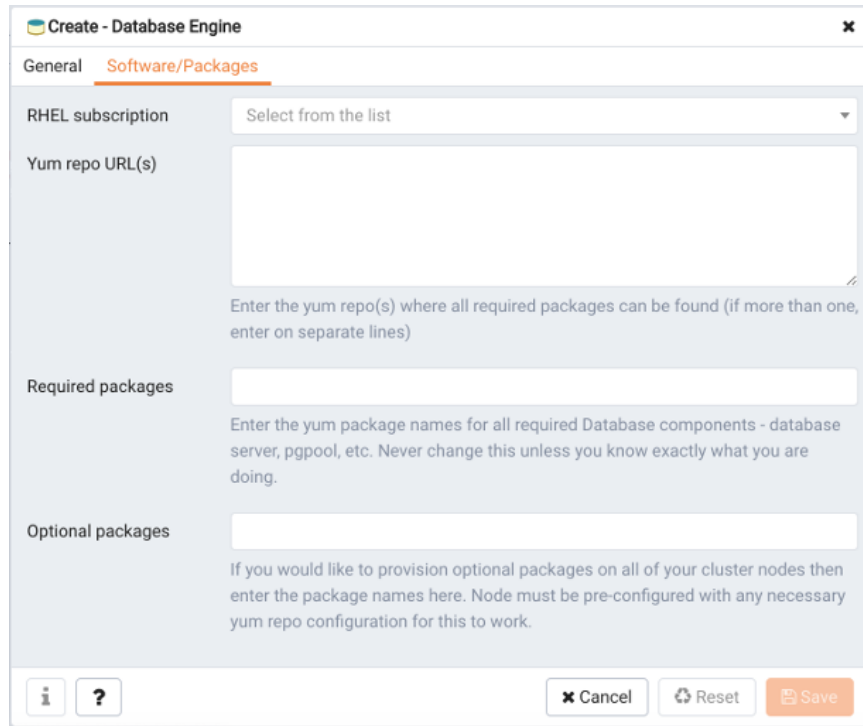 Create - Database Engine
General Software/Packages
RHEL subscription Select from the list
Yum repo URL(s)
Enter the yum repo(s) where all required packages can be found (if more than one,
enter on separate lines)
Required packages
Enter the yum package names for all required Database components - database
server, pgpool, etc. Never change this unless you know exactly what you are
doing.
Optional packages
If you would like to provision optional packages on all of your cluster nodes then
enter the package names here. Node must be pre-configured with any necessary
yum repo configuration for this to work.
i ? Cancel Reset Save